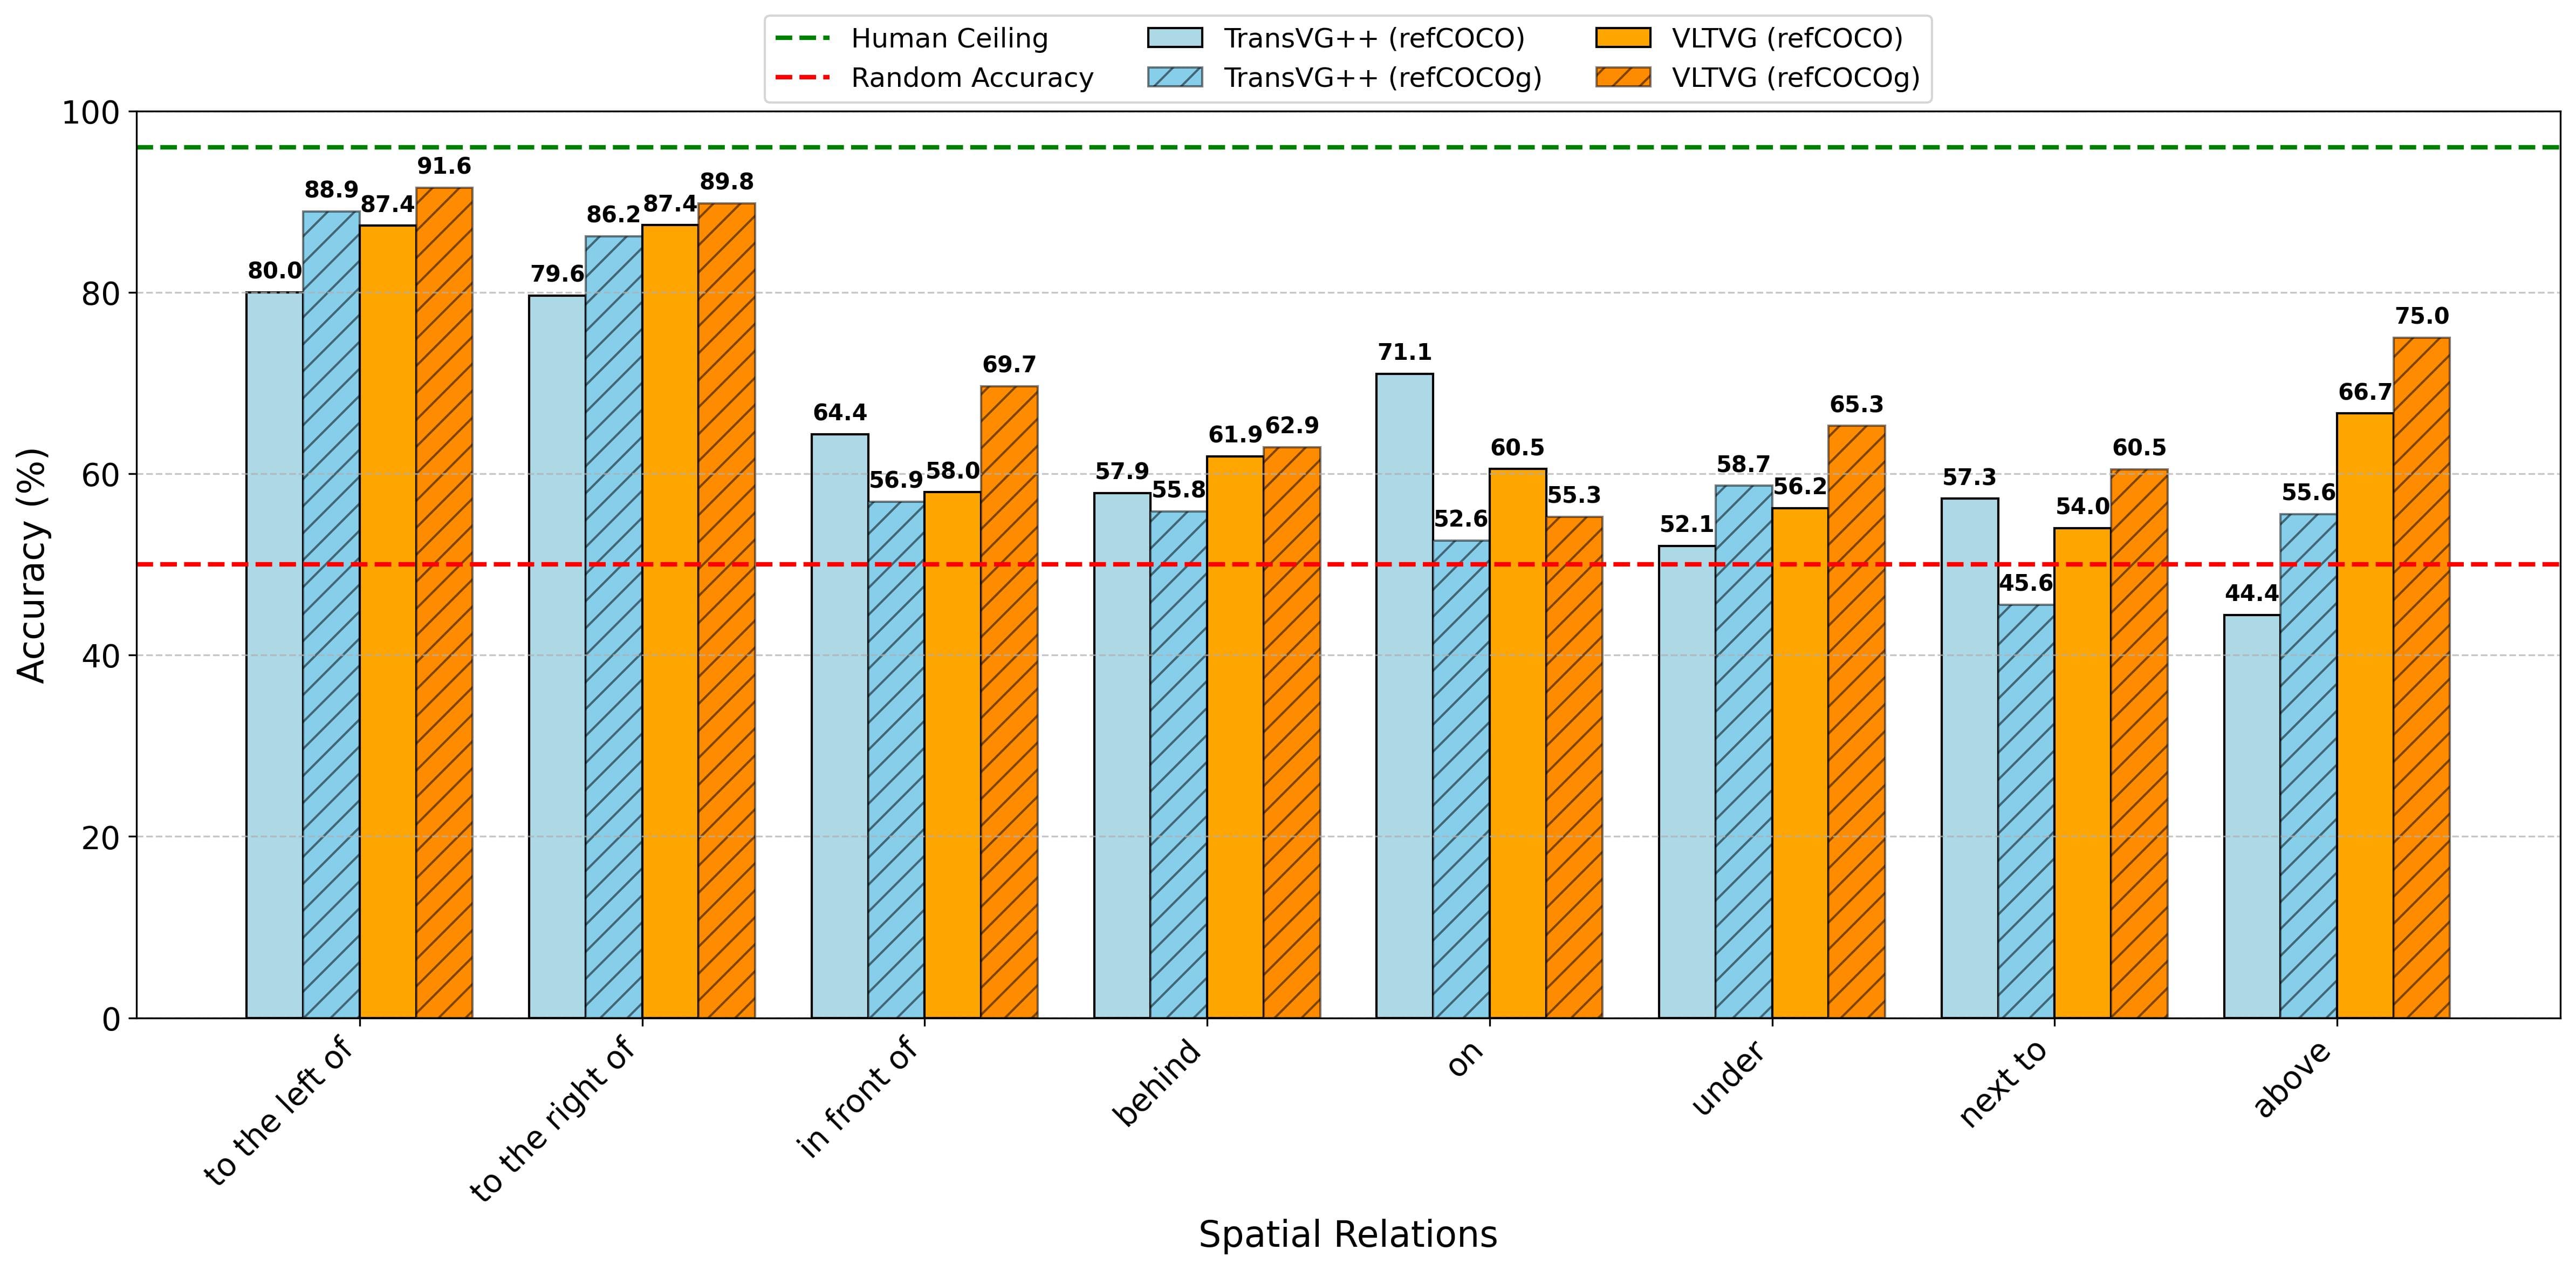 Human Ceiling
Random Accuracy
TransVG++ (refCOCO)
TransVG++ (refCOCOg)
VLTVG (refCOCO)
VLTVG (refCOCOg)
Accuracy (%)
100
80
60
40
20
0
80.0 88.9 87.4 91.6
79.6 86.2 87.4 89.8
64.4 56.9 58.0 69.7
57.9 55.8 61.9 62.9
71.1 52.6 60.5 55.3
52.1 58.7 56.2 65.3
57.3 45.6 54.0 60.5
44.4 55.6 66.7 75.0
to the left of
to the right of
in front of
behind
on
under
next to
above
Spatial Relations